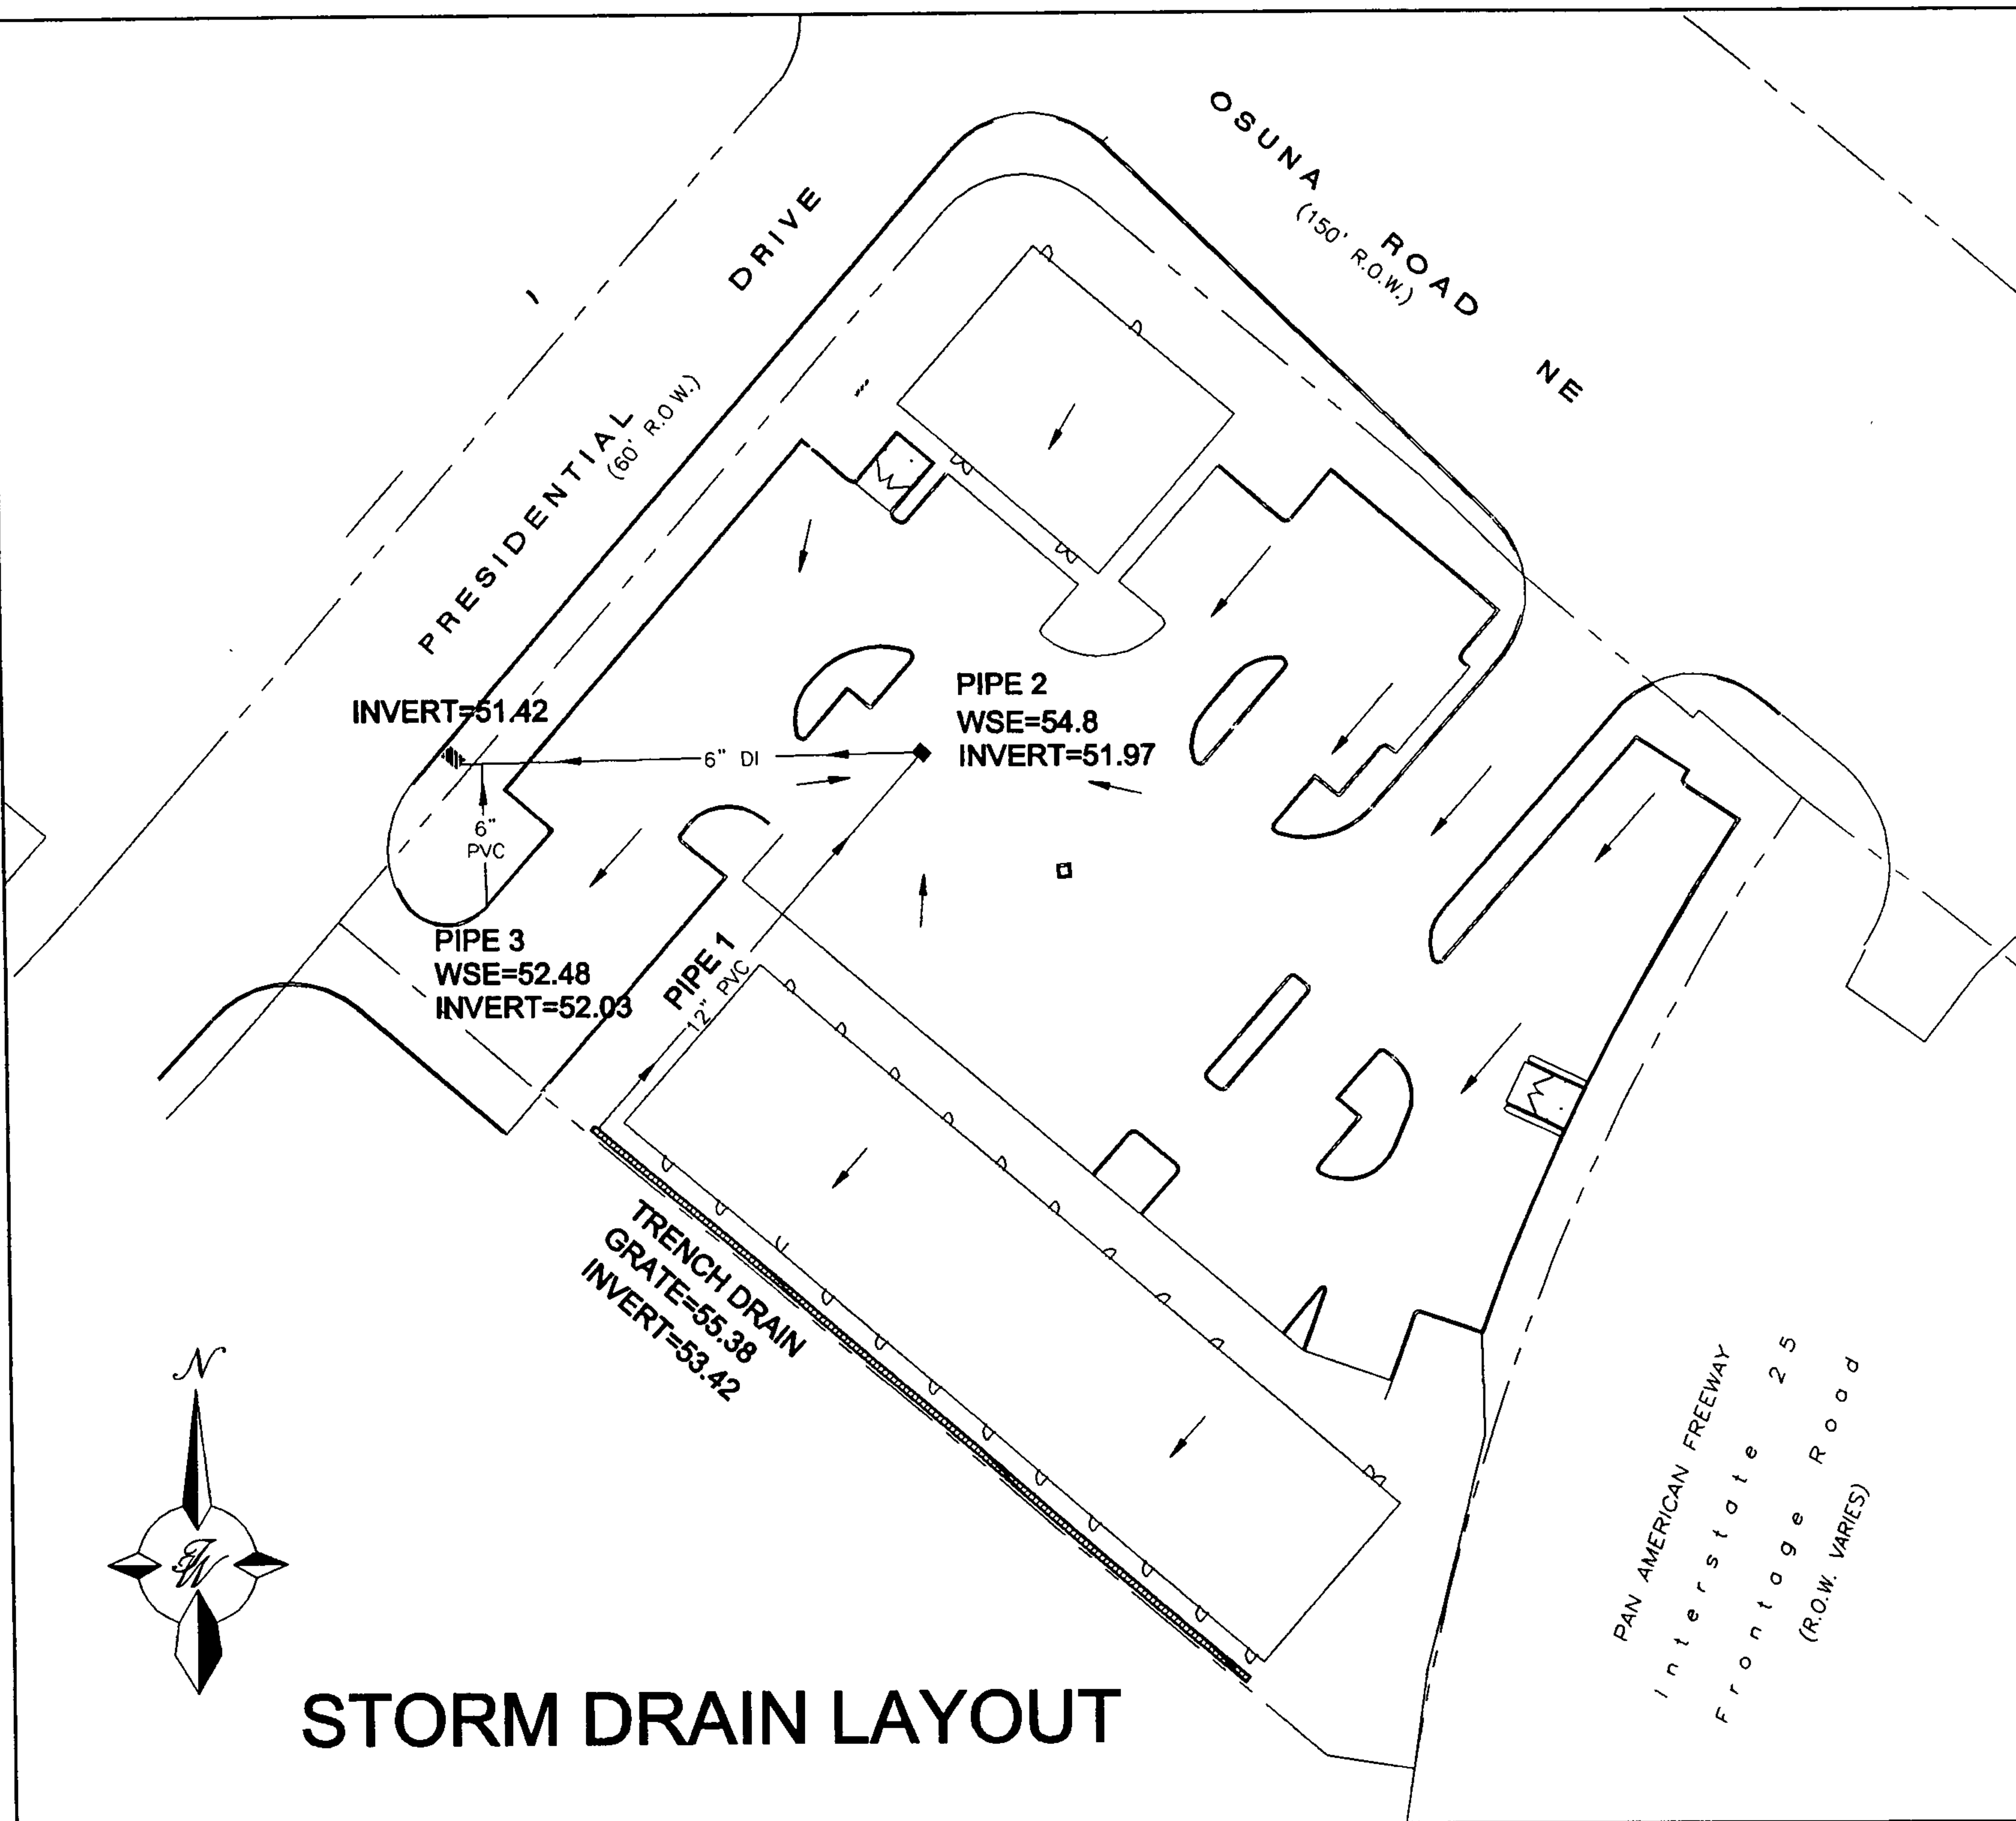 OSUNA ROAD NE
(150' R.O.W.)
PRESIDENTIAL DRIVE
(60' R.O.W.)
INVERT=51.42
6" DI
PIPE 2
WSE=54.8
INVERT=51.97
6"
PVC
PIPE 3
WSE=52.48
INVERT=52.03
PIPE 1
12" PVC
TRENCH DRAIN
GRATE=55.38
INVERT=53.42
N
PAN AMERICAN FREEWAY
Interstate 25
Frontage Road
(R.O.W. VARIES)
STORM DRAIN LAYOUT